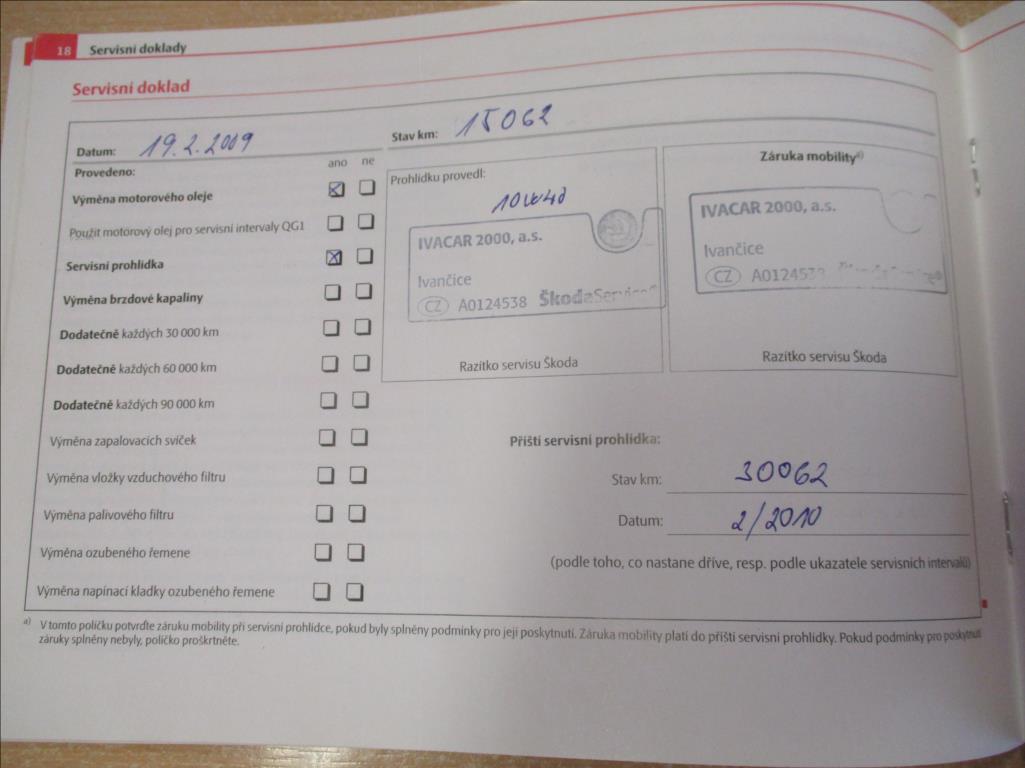 18 Servisní doklady
Servisní doklad
Datum: 19.2.2009 Stav km: 15062
Provedeno: ano ne
Výměna motorového oleje
Použit motorový olej pro servisní intervaly QG1
Servisní prohlídka
Výměna brzdové kapaliny
Dodatečně každých 30 000 km
Dodatečně každých 60 000 km
Dodatečně každých 90 000 km
Výměna zapalovacích svíček
Výměna vložky vzduchového filtru
Výměna palivového filtru
Výměna ozubeného řemene
Výměna napínací kladky ozubeného řemene
Prohlídku provedl:
10W40
IVACAR 2000, a.s.
Ivančice
CZ A0124538 ŠkodaService®
Razítko servisu Škoda
Záruka mobility a)
IVACAR 2000, a.s.
Ivančice
CZ A0124538
Razítko servisu Škoda
Příští servisní prohlídka:
Stav km: 30062
Datum: 2/2010
(podle toho, co nastane dříve, resp. podle ukazatele servisních intervalů)
a) V tomto políčku potvrďte záruku mobility při servisní prohlídce, pokud byly splněny podmínky pro její poskytnutí. Záruka mobility platí do příští servisní prohlídky. Pokud podmínky pro poskytnutí
záruky splněny nebyly, políčko proškrtněte.